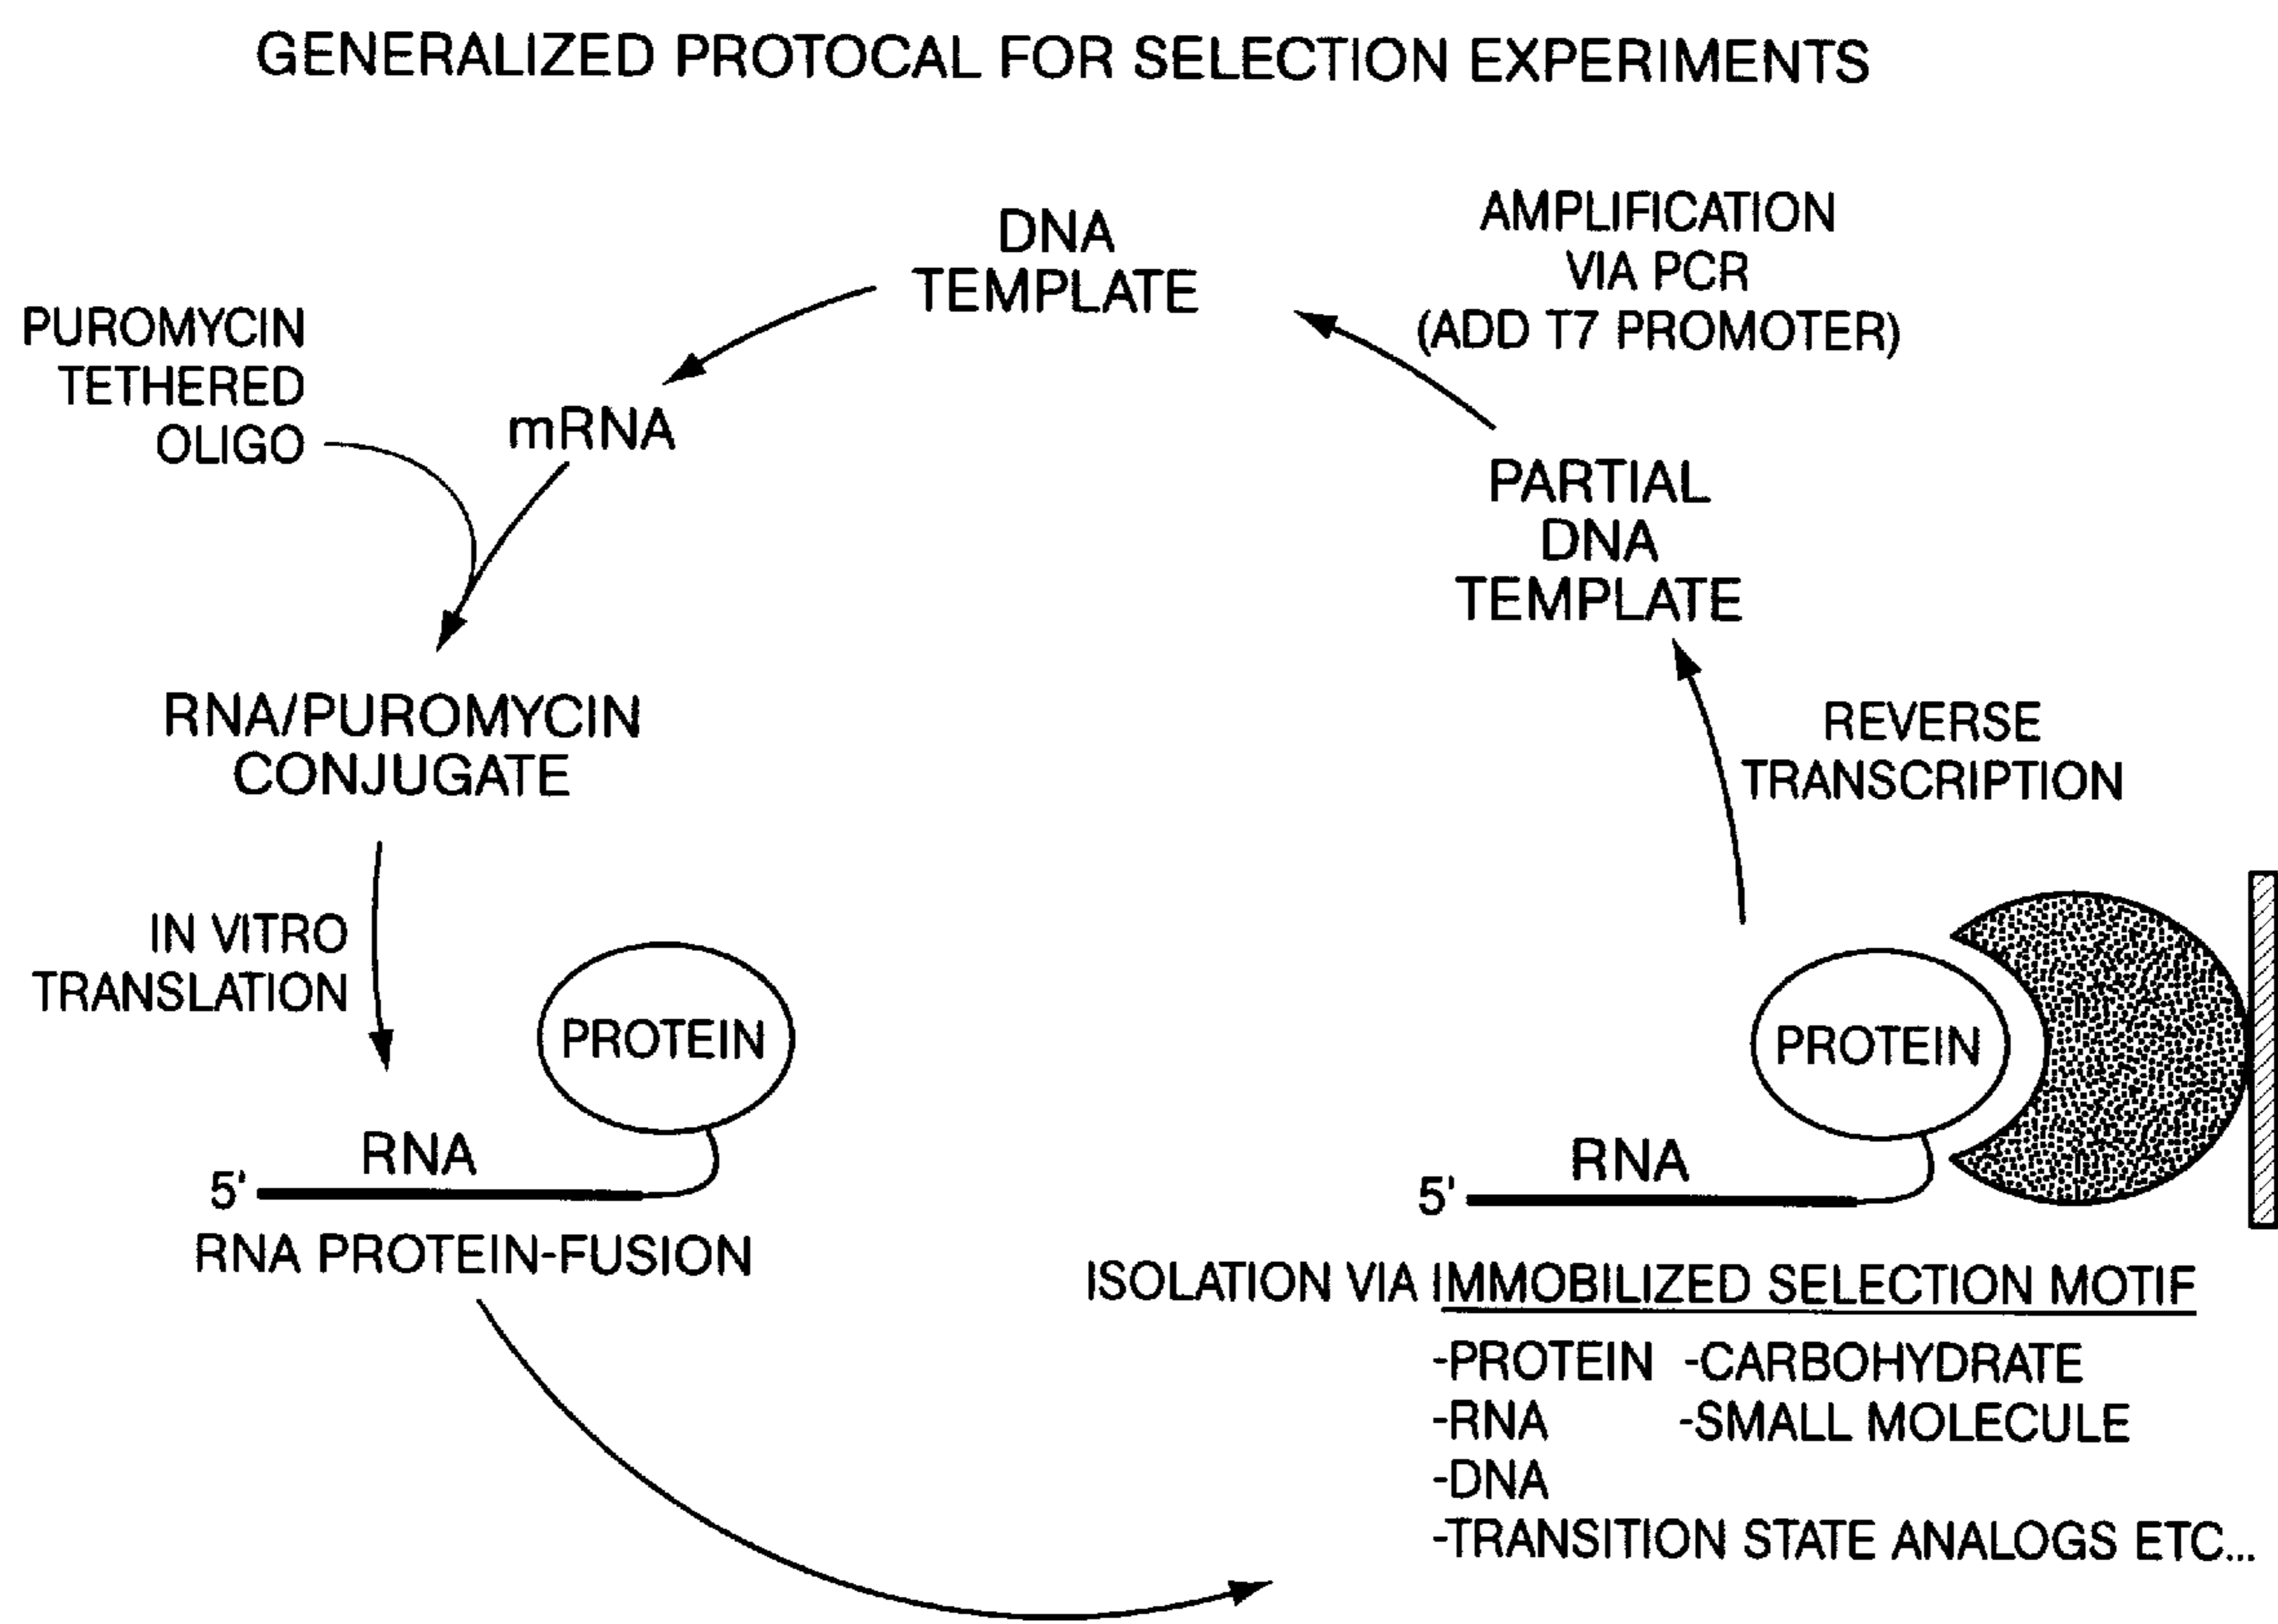 GENERALIZED PROTOCAL FOR SELECTION EXPERIMENTS
DNA
TEMPLATE
AMPLIFICATION
VIA PCR
(ADD T7 PROMOTER)
PUROMYCIN
TETHERED
OLIGO
mRNA
PARTIAL
DNA
TEMPLATE
RNA/PUROMYCIN
CONJUGATE
REVERSE
TRANSCRIPTION
IN VITRO
TRANSLATION
PROTEIN
RNA
5'
RNA PROTEIN-FUSION
PROTEIN
RNA
5'
ISOLATION VIA IMMOBILIZED SELECTION MOTIF
-PROTEIN -CARBOHYDRATE
-RNA -SMALL MOLECULE
-DNA
-TRANSITION STATE ANALOGS ETC...